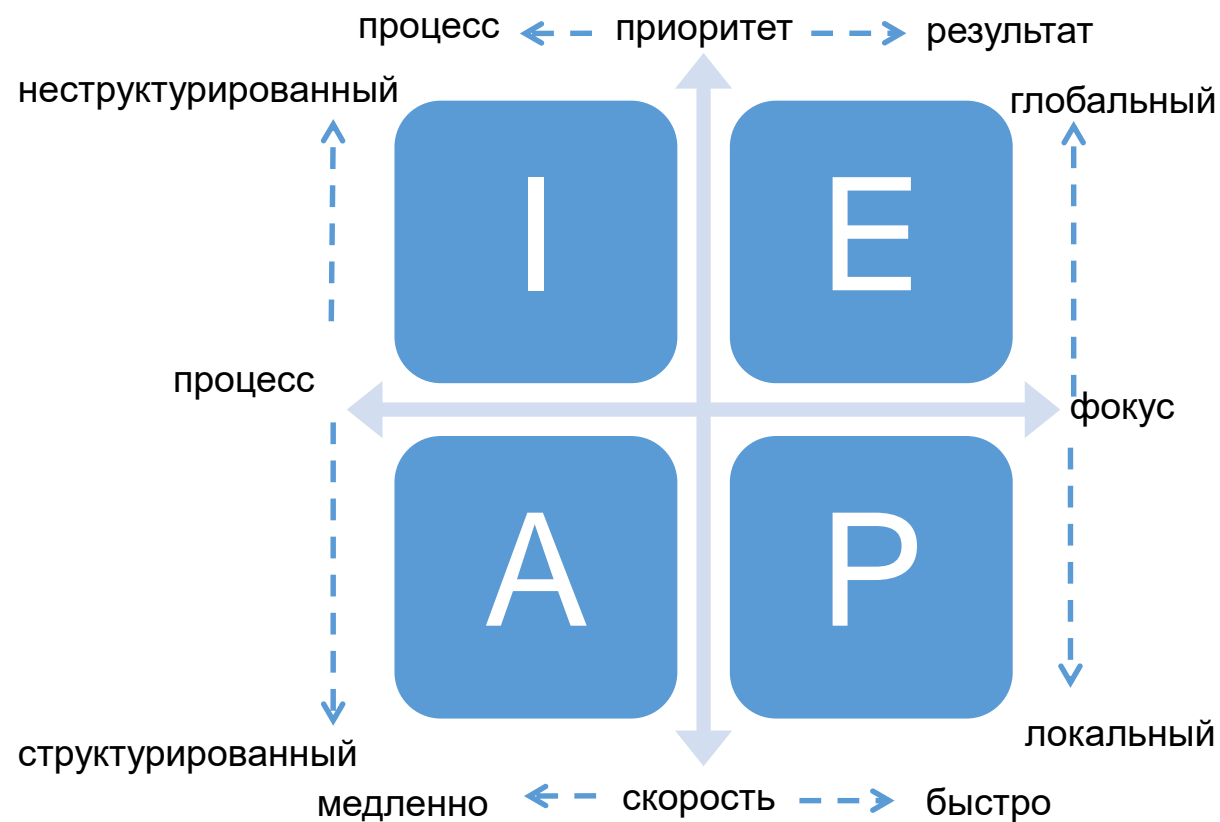 процесс приоритет результат
неструктурированный глобальный
I E
процесс фокус
A P
структурированный локальный
медленно скорость быстро